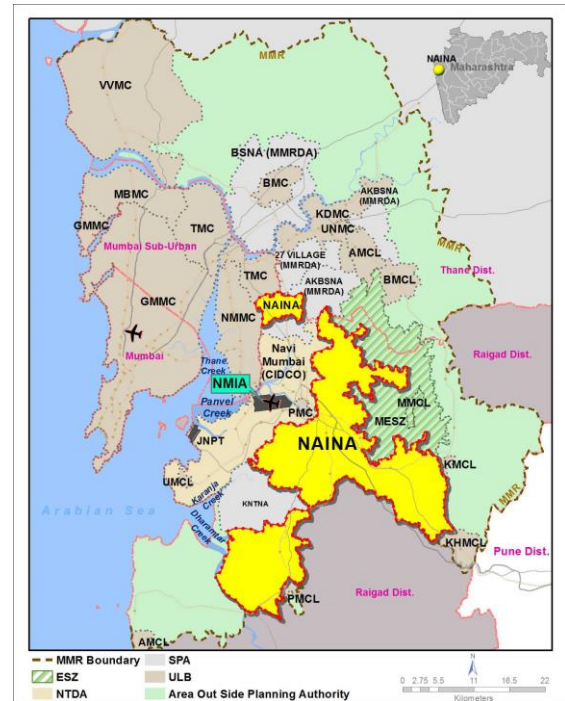 NAINA
Maharashtra
MMR
VVMC
BSNA (MMRDA)
BMC
MBMC
AKBSNA
(MMRDA)
MMR
GMMC
TMC
KDMC
UNMC
Mumbai Sub-Urban
AMCL
27 VILLAGE
(MMRDA)
TMC
AKBSNA
(MMRDA)
BMCL
Thane Dist.
GMMC
NMMC
NAINA
Raigad Dist.
Mumbai
Navi
Mumbai
(CIDCO)
Thane
Creek
NMIA
Panvel
Creek
PMC
MMCL
MESZ
JNPT
NAINA
UMCL
KMCL
MMR
Karanja
Creek
KNTNA
Arabian Sea
Dharamtar
Creek
KHMCL
Pune Dist.
Raigad Dist.
PMCL
AMCL
MMR Boundary
SPA
ESZ
ULB
NTDA
Area Out Side Planning Authority
N
0 2.75 5.5 11 16.5 22
Kilometers